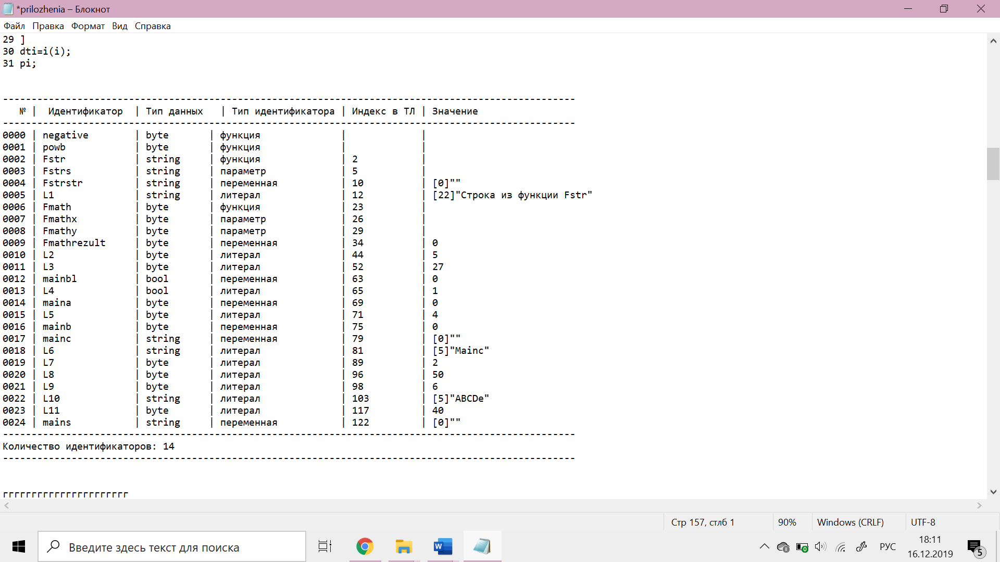 *prilozhenia – Блокнот
Файл Правка Формат Вид Справка
29 ]
30 dti=i(i);
31 pi;
----------------------------------------------------------------------------------------------------
№ | Идентификатор | Тип данных | Тип идентификатора | Индекс в ТЛ | Значение
----------------------------------------------------------------------------------------------------
0000 | negative | byte | функция | |
0001 | powb | byte | функция | |
0002 | Fstr | string | функция | 2 |
0003 | Fstrs | string | параметр | 5 |
0004 | Fstrstr | string | переменная | 10 | [0]""
0005 | L1 | string | литерал | 12 | [22]"Строка из функции Fstr"
0006 | Fmath | byte | функция | 23 |
0007 | Fmathx | byte | параметр | 26 |
0008 | Fmathy | byte | параметр | 29 |
0009 | Fmathrezult | byte | переменная | 34 | 0
0010 | L2 | byte | литерал | 44 | 5
0011 | L3 | byte | литерал | 52 | 27
0012 | mainbl | bool | переменная | 63 | 0
0013 | L4 | bool | литерал | 65 | 1
0014 | maina | byte | переменная | 69 | 0
0015 | L5 | byte | литерал | 71 | 4
0016 | mainb | byte | переменная | 75 | 0
0017 | mainc | string | переменная | 79 | [0]""
0018 | L6 | string | литерал | 81 | [5]"Mainc"
0019 | L7 | byte | литерал | 89 | 2
0020 | L8 | byte | литерал | 96 | 50
0021 | L9 | byte | литерал | 98 | 6
0022 | L10 | string | литерал | 103 | [5]"ABCDe"
0023 | L11 | byte | литерал | 117 | 40
0024 | mains | string | переменная | 122 | [0]""
----------------------------------------------------------------------------------------------------
Количество идентификаторов: 14
----------------------------------------------------------------------------------------------------
Стр 157, стлб 1 90% Windows (CRLF) UTF-8
Введите здесь текст для поиска
W
РУС
18:11
16.12.2019
5